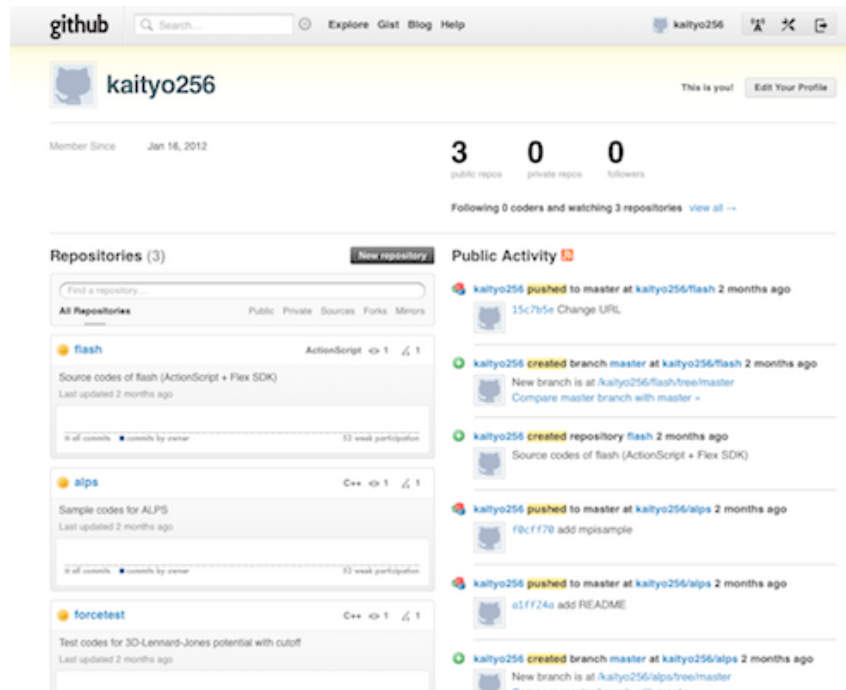 github Search... Explore Gist Blog Help kaityo256
kaityo256 This is you! Edit Your Profile
Member Since Jan 16, 2012
3 0 0
public repos private repos followers
Following 0 coders and watching 3 repositories view all →
Repositories (3) New repository
Find a repository...
All Repositories Public Private Sources Forks Mirrors
flash ActionScript 1 1
Source codes of flash (ActionScript + Flex SDK)
Last updated 2 months ago
all commits commits by owner 52 week participation
alps C++ 1 1
Sample codes for ALPS
Last updated 2 months ago
all commits commits by owner 52 week participation
forcetest C++ 1 1
Test codes for 3D-Lennard-Jones potential with cutoff
Last updated 2 months ago
Public Activity
kaityo256 pushed to master at kaityo256/flash 2 months ago
15c7b5e Change URL
kaityo256 created branch master at kaityo256/flash 2 months ago
New branch is at /kaityo256/flash/tree/master
Compare master branch with master »
kaityo256 created repository flash 2 months ago
Source codes of flash (ActionScript + Flex SDK)
kaityo256 pushed to master at kaityo256/alps 2 months ago
f0cff70 add mpisample
kaityo256 pushed to master at kaityo256/alps 2 months ago
a1ff24a add README
kaityo256 created branch master at kaityo256/alps 2 months ago
New branch is at /kaityo256/alps/tree/master